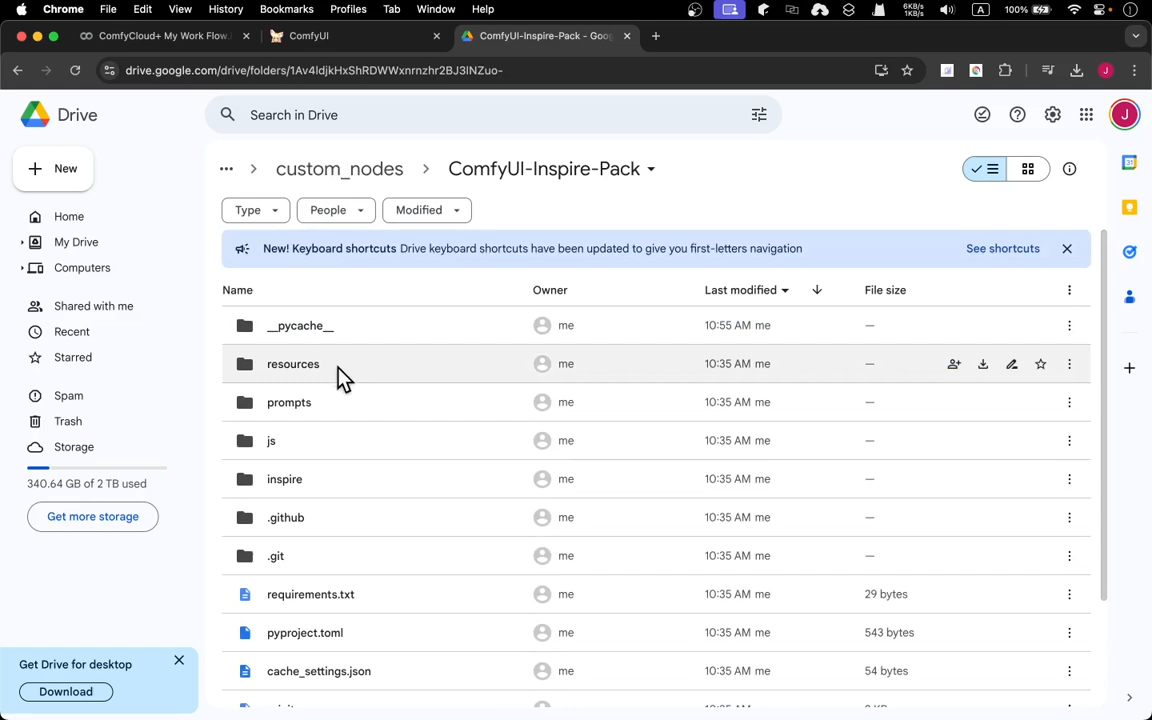 Chrome File Edit View History Bookmarks Profiles Tab Window Help 6KB/s 1KB/s A 100%
ComfyCloud+ My Work Flow. ComfyUI ComfyUI-Inspire-Pack - Goog
drive.google.com/drive/folders/1Av4ldjkHxShRDWWxnrnzhr2BJ3lNZuo- J
Drive Search in Drive J
New custom_nodes ComfyUI-Inspire-Pack
Type People Modified
Home
My Drive
Computers
Shared with me
Recent
Starred
Spam
Trash
Storage
340.64 GB of 2 TB used
Get more storage
Get Drive for desktop
Download
New! Keyboard shortcuts Drive keyboard shortcuts have been updated to give you first-letters navigation See shortcuts
Name Owner Last modified File size
__pycache__ me 10:55 AM me —
resources me 10:35 AM me —
prompts me 10:35 AM me —
js me 10:35 AM me —
inspire me 10:35 AM me —
.github me 10:35 AM me —
.git me 10:35 AM me —
requirements.txt me 10:35 AM me 29 bytes
pyproject.toml me 10:35 AM me 543 bytes
cache_settings.json me 10:35 AM me 54 bytes
31